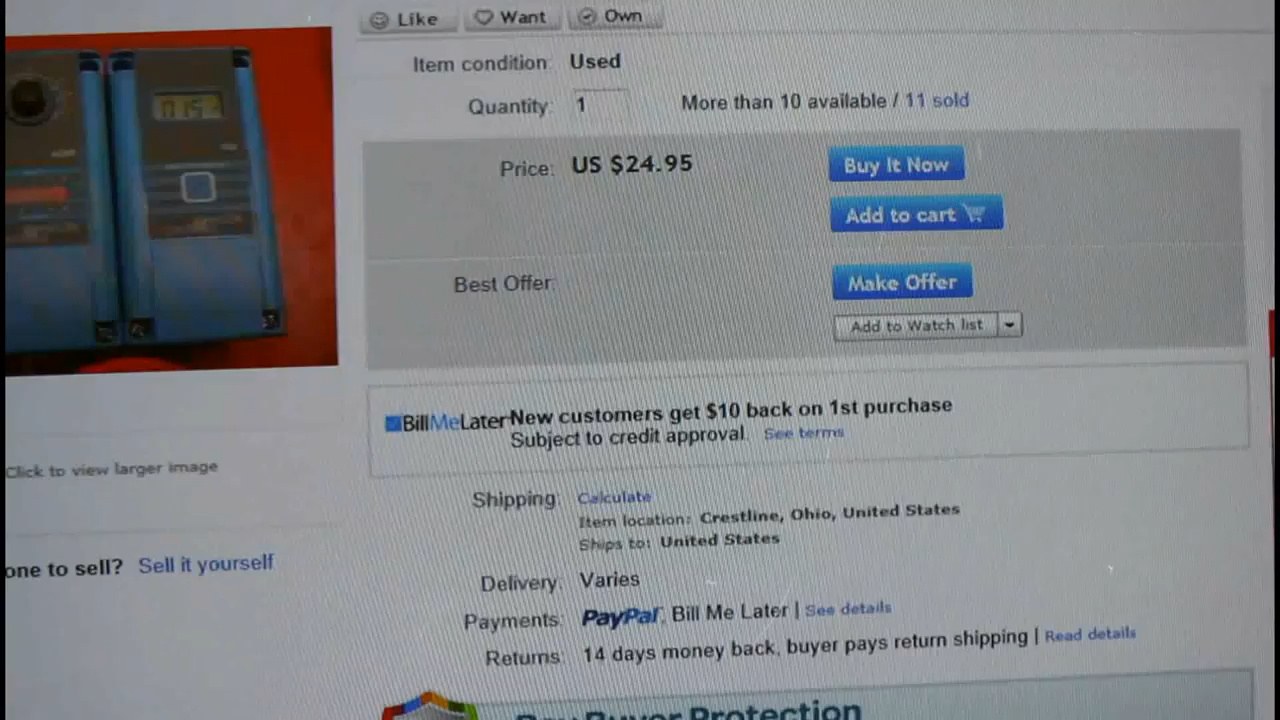 Like Want Own
Item condition: Used
Quantity: 1 More than 10 available / 11 sold
Price: US $24.95 Buy It Now
Add to cart
Best Offer: Make Offer
Add to Watch list
BillMeLater New customers get $10 back on 1st purchase
Subject to credit approval. See terms
Click to view larger image
Shipping: Calculate
Item location: Crestline, Ohio, United States
Ships to: United States
one to sell? Sell it yourself
Delivery: Varies
Payments: PayPal, Bill Me Later | See details
Returns: 14 days money back, buyer pays return shipping | Read details
Buyer Protection